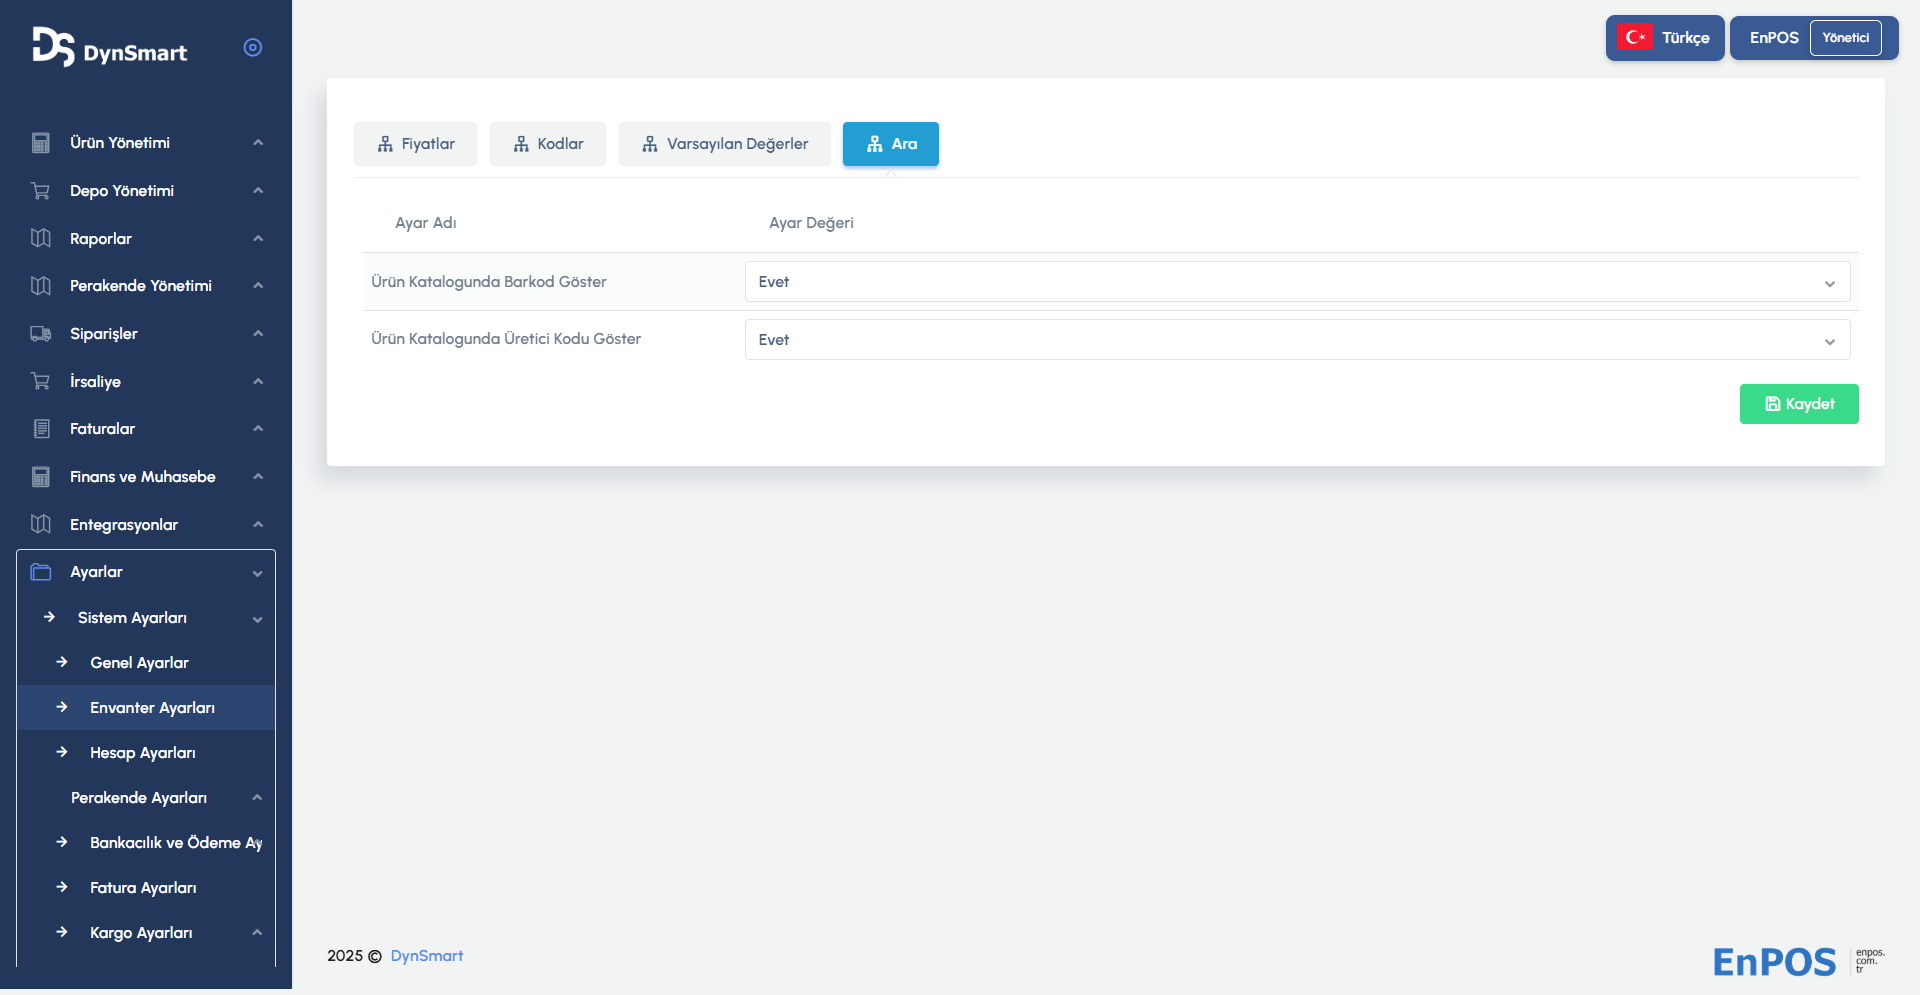 DynSmart
Türkçe
EnPOS Yönetici
Ürün Yönetimi
Depo Yönetimi
Raporlar
Perakende Yönetimi
Siparişler
İrsaliye
Faturalar
Finans ve Muhasebe
Entegrasyonlar
Ayarlar
Sistem Ayarları
Genel Ayarlar
Envanter Ayarları
Hesap Ayarları
Perakende Ayarları
Bankacılık ve Ödeme Ay
Fatura Ayarları
Kargo Ayarları
Fiyatlar Kodlar Varsayılan Değerler Ara
Ayar Adı Ayar Değeri
Ürün Katalogunda Barkod Göster Evet
Ürün Katalogunda Üretici Kodu Göster Evet
Kaydet
2025 © DynSmart
EnPOS
enpos.
com.
tr